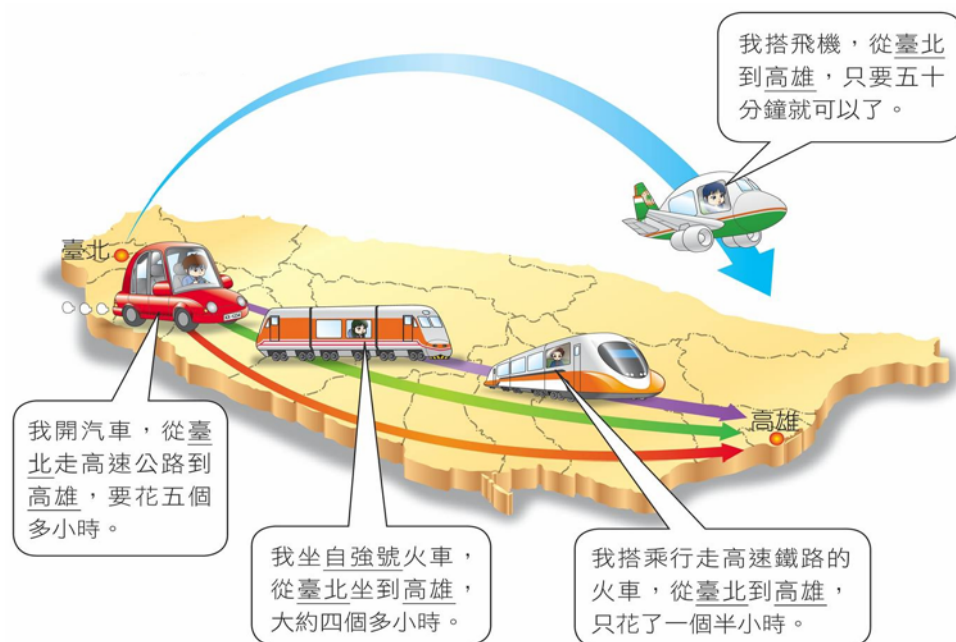 我搭飛機，從臺北
到高雄，只要五十
分鐘就可以了。
臺北
高雄
我開汽車，從臺
北走高速公路到
高雄，要花五個
多小時。
我坐自強號火車，
從臺北坐到高雄，
大約四個多小時。
我搭乘行走高速鐵路的
火車，從臺北到高雄，
只花了一個半小時。